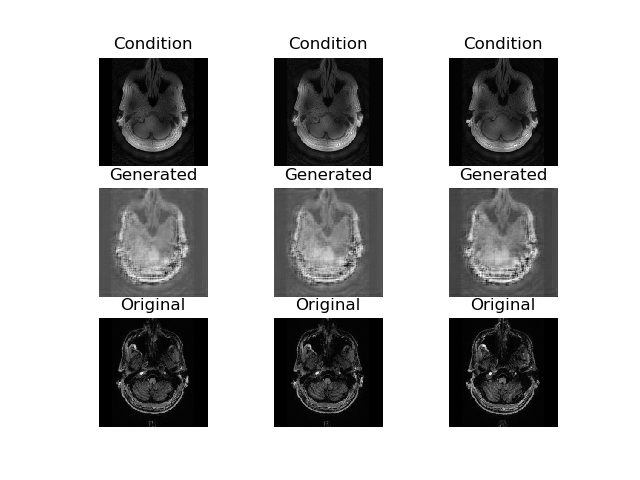 Condition Condition Condition
Generated Generated Generated
Original Original Original